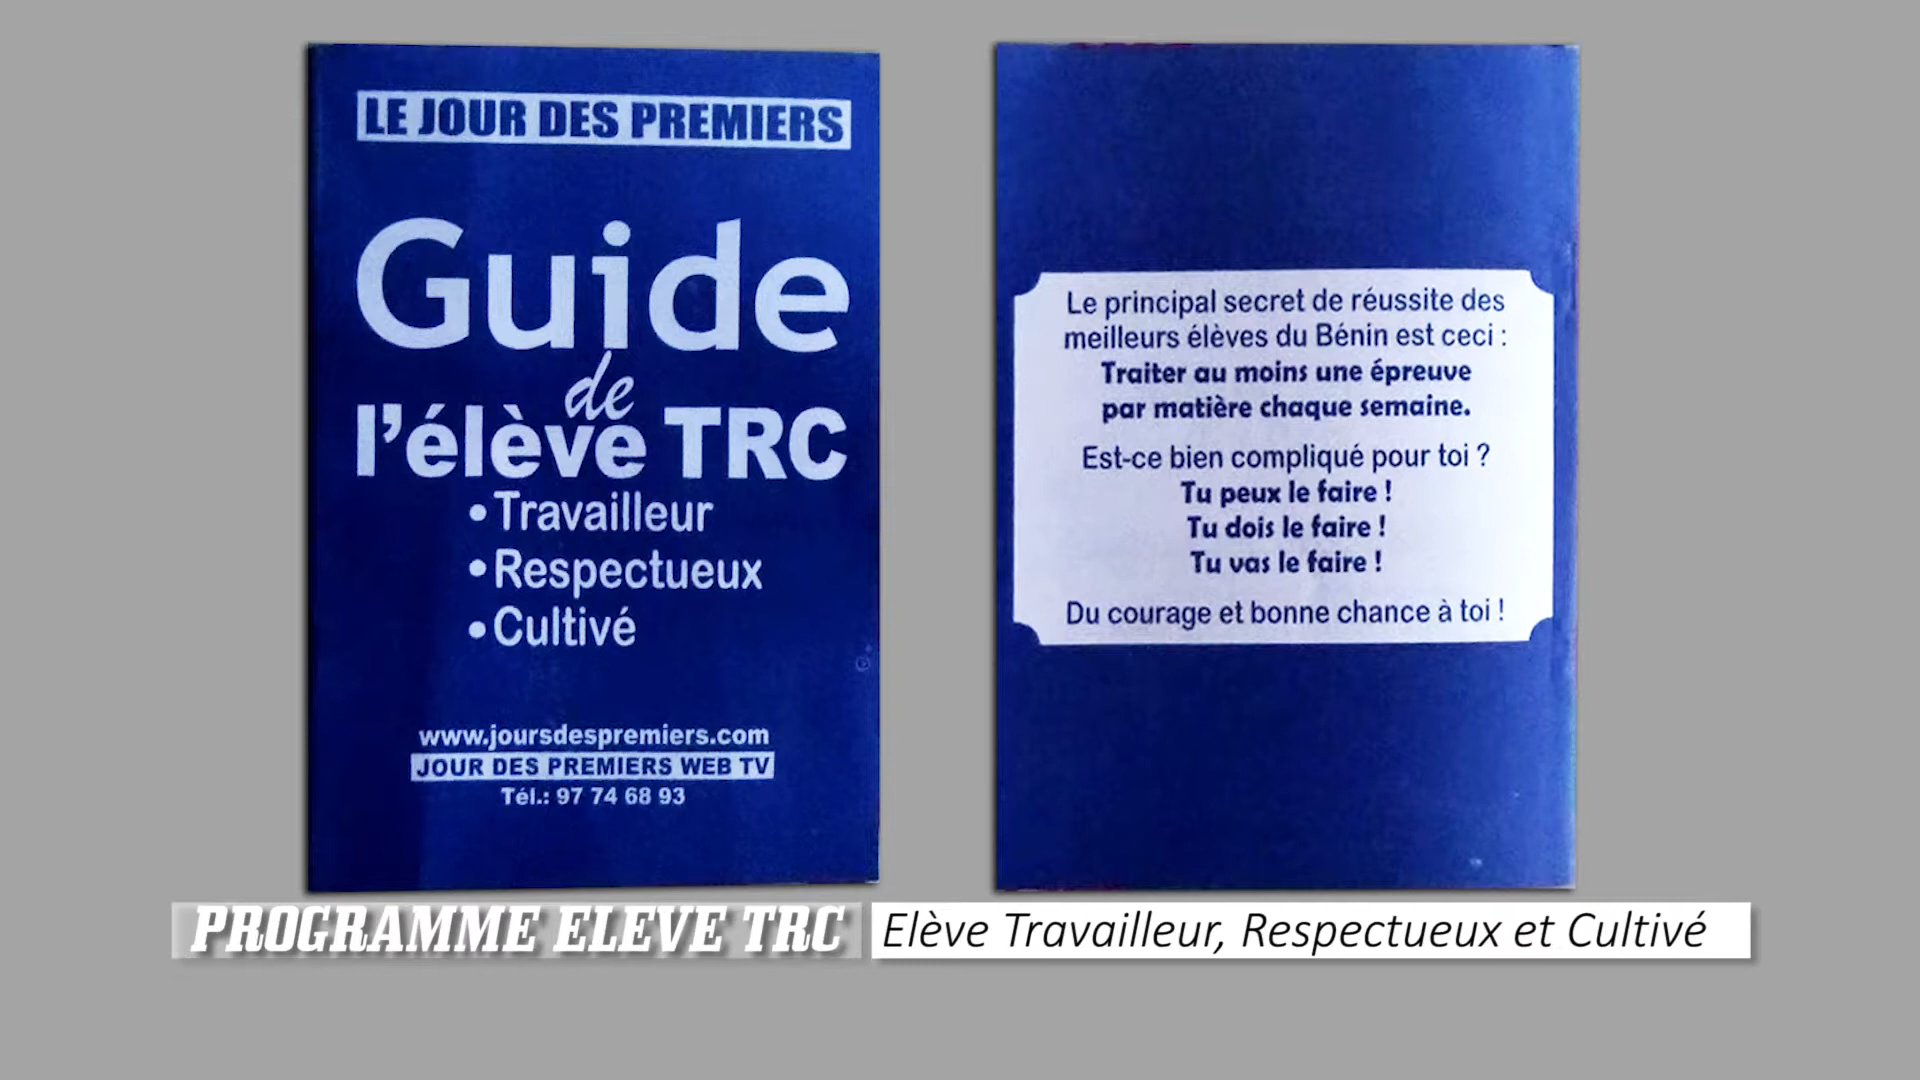 LE JOUR DES PREMIERS
Guide
de
l'élève TRC
•Travailleur
•Respectueux
•Cultivé
www.joursdespremiers.com
JOUR DES PREMIERS WEB TV
Tél.: 97 74 68 93
Le principal secret de réussite des
meilleurs élèves du Bénin est ceci :
Traiter au moins une épreuve
par matière chaque semaine.
Est-ce bien compliqué pour toi ?
Tu peux le faire !
Tu dois le faire !
Tu vas le faire !
Du courage et bonne chance à toi !
PROGRAMME ELEVE TRC
Elève Travailleur, Respectueux et Cultivé